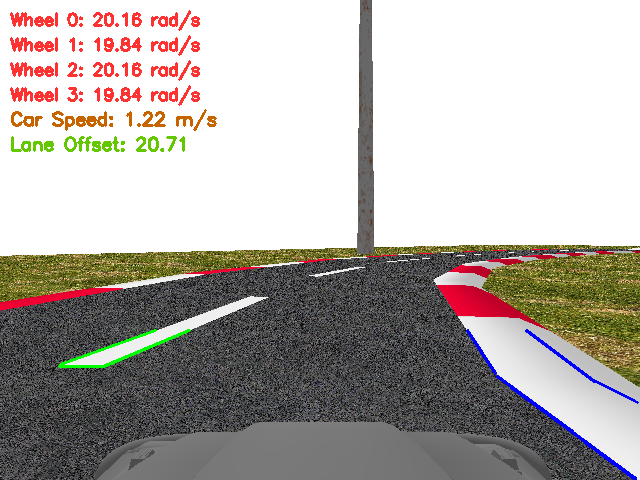 Wheel 0: 20.16 rad/s
Wheel 1: 19.84 rad/s
Wheel 2: 20.16 rad/s
Wheel 3: 19.84 rad/s
Car Speed: 1.22 m/s
Lane Offset: 20.71